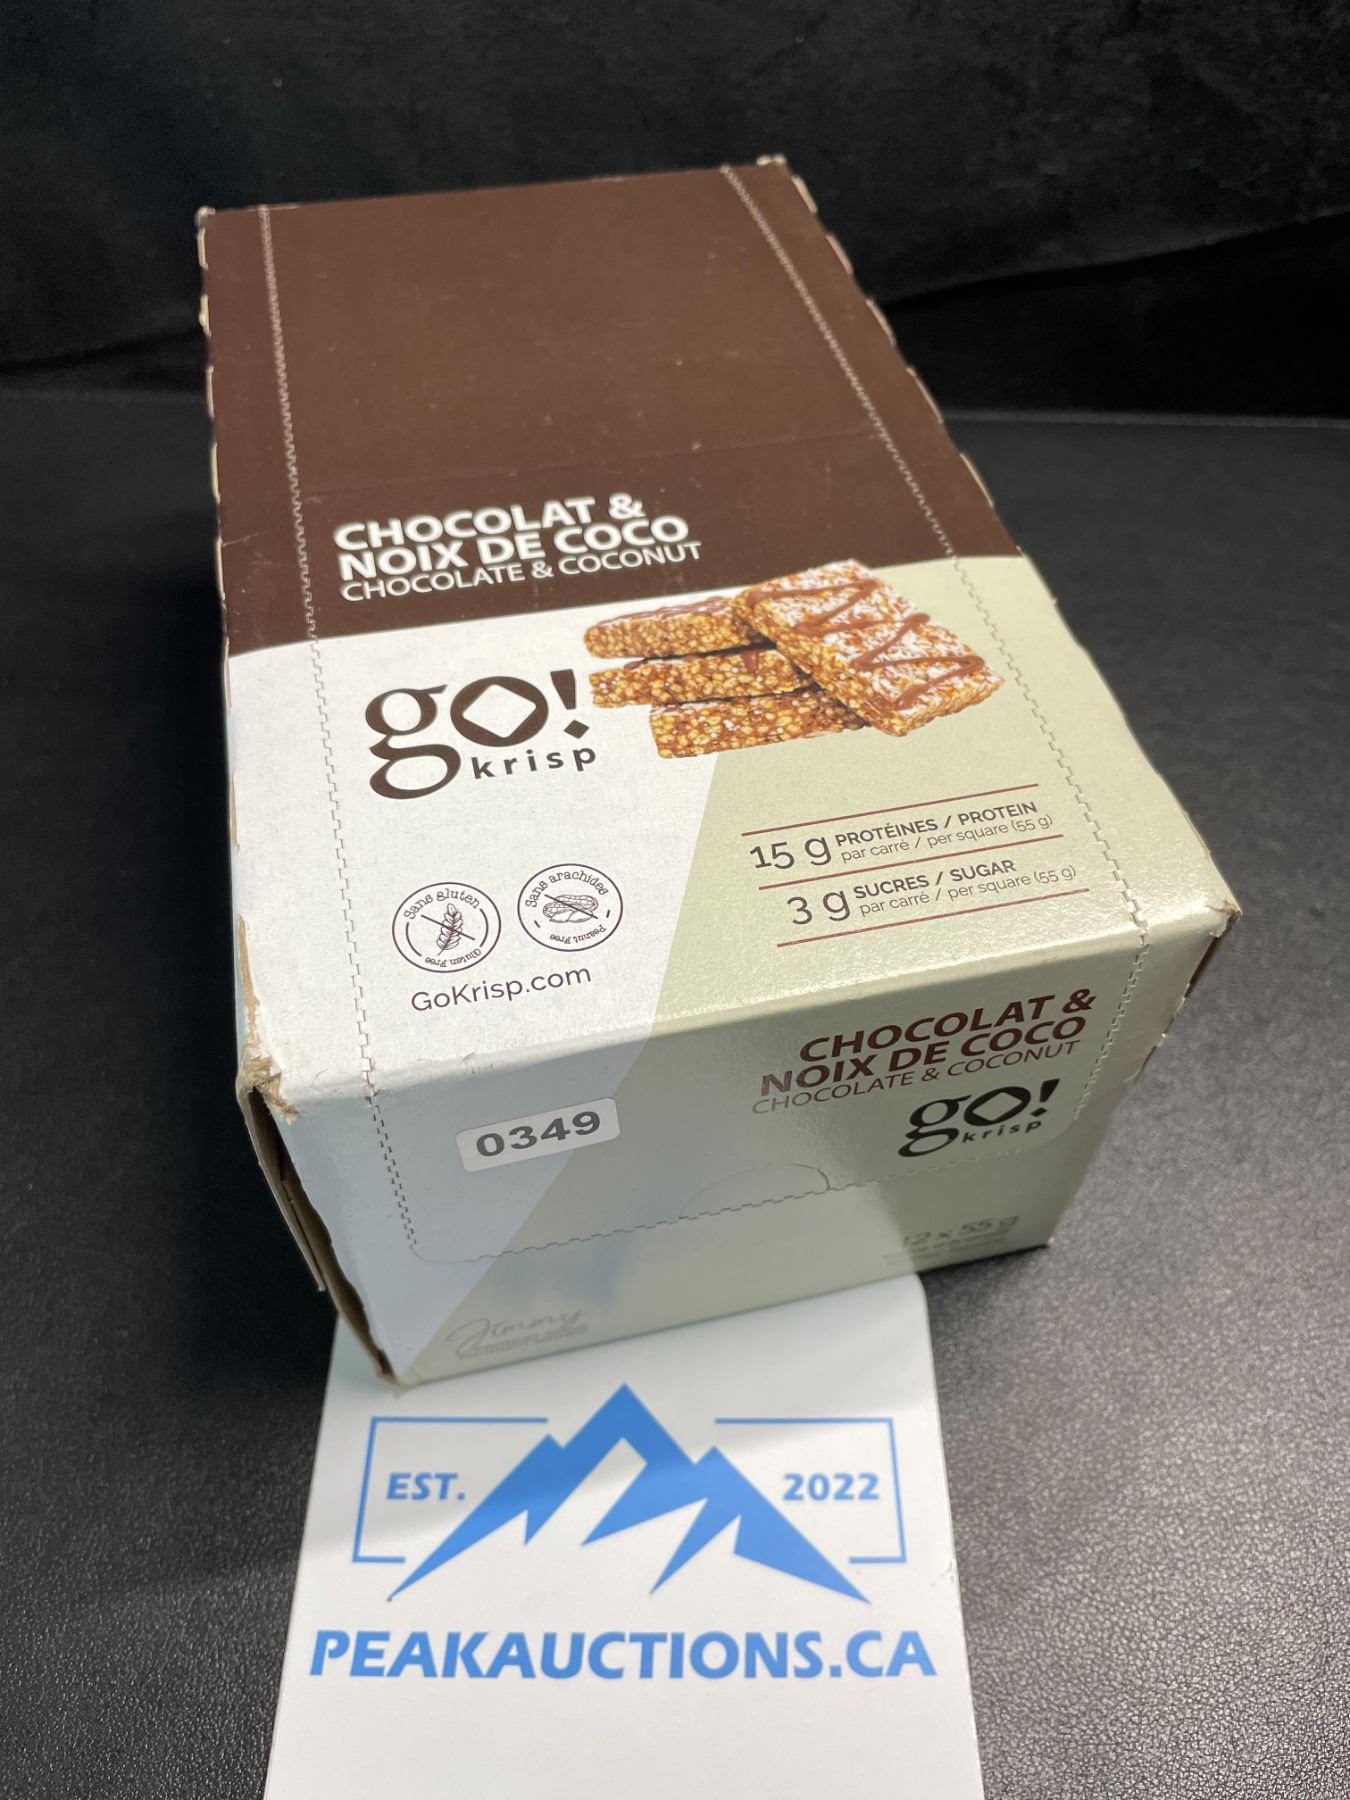 CHOCOLAT &
NOIX DE COCO
CHOCOLATE & COCONUT
go!
krisp
15 g PROTÉINES / PROTEIN
par carré / per square (55 g)
3 g SUCRES / SUGAR
par carré / per square (55 g)
Sans gluten
Gluten Free
Sans arachides
Peanut Free
GoKrisp.com
CHOCOLAT &
NOIX DE COCO
CHOCOLATE & COCONUT
go!
krisp
0349
12 x 55 g
Jimmy
EST. 2022
PEAKAUCTIONS.CA